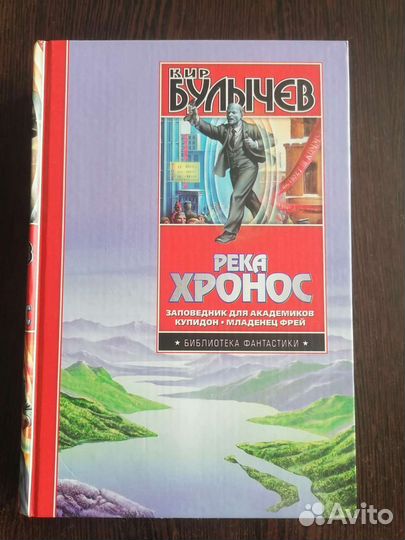 КИР
БУЛЫЧЕВ
РЕКА
ХРОНОС
ЗАПОВЕДНИК ДЛЯ АКАДЕМИКОВ
КУПИДОН • МЛАДЕНЕЦ ФРЕЙ
★ БИБЛИОТЕКА ФАНТАСТИКИ ★
Avito